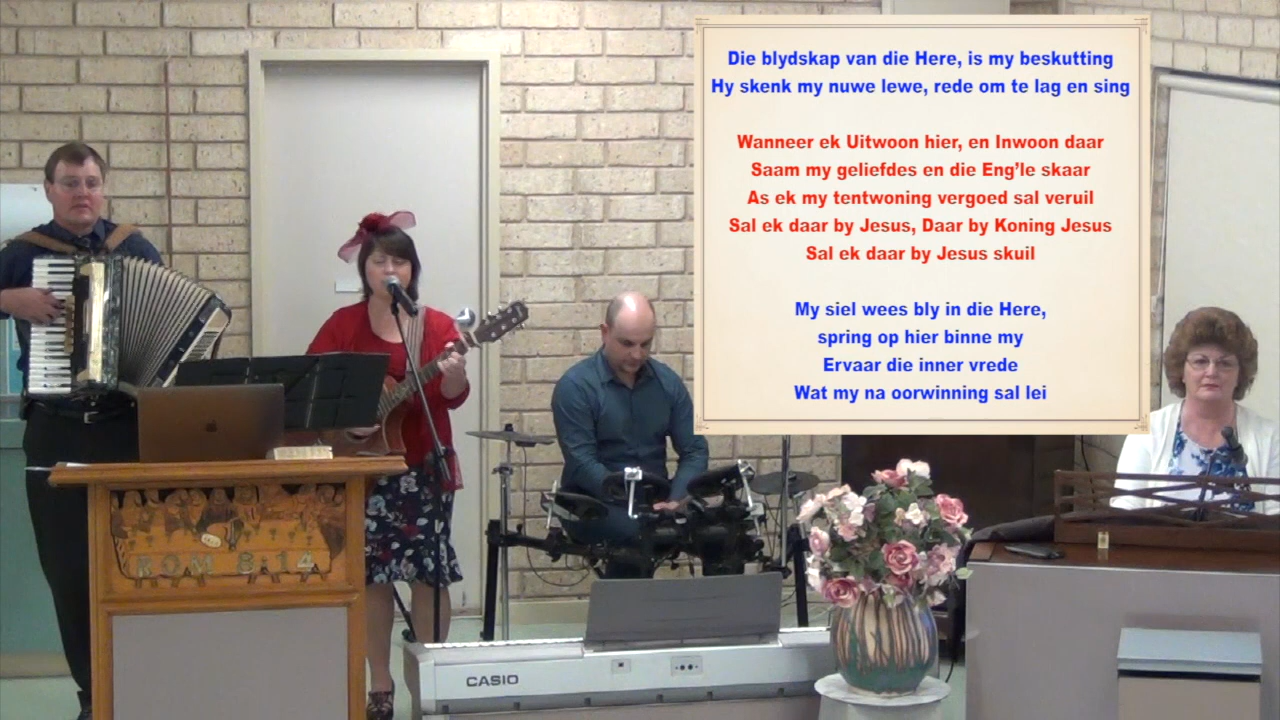 Die blydskap van die Here, is my beskutting
Hy skenk my nuwe lewe, rede om te lag en sing
Wanneer ek Uitwoon hier, en Inwoon daar
Saam my geliefdes en die Eng’le skaar
As ek my tentwoning vergoed sal veruil
Sal ek daar by Jesus, Daar by Koning Jesus
Sal ek daar by Jesus skuil
My siel wees bly in die Here,
spring op hier binne my
Ervaar die inner vrede
Wat my na oorwinning sal lei
ROM 8:14
CASIO